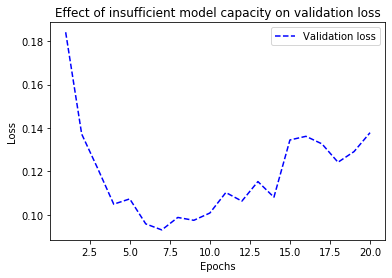 Effect of insufficient model capacity on validation loss
Validation loss
Loss
0.18
0.16
0.14
0.12
0.10
2.5 5.0 7.5 10.0 12.5 15.0 17.5 20.0
Epochs